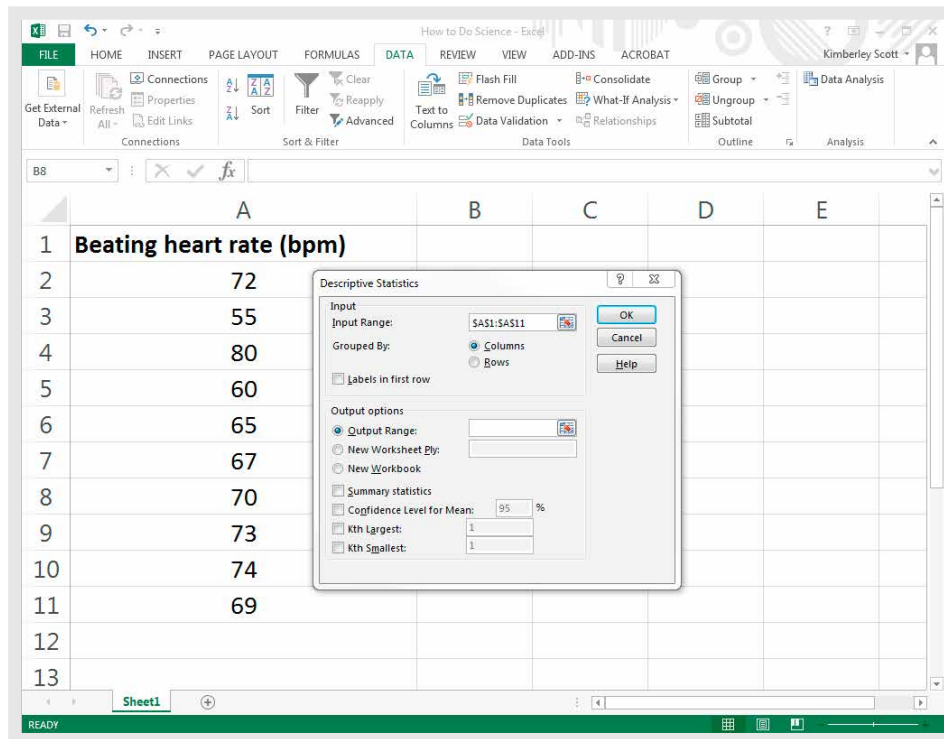 How to Do Science - Excel
FILE HOME INSERT PAGE LAYOUT FORMULAS DATA REVIEW VIEW ADD-INS ACROBAT Kimberley Scott
Get External Data
Refresh All
Connections
Properties
Edit Links
Connections
Sort
Filter
Clear
Reapply
Advanced
Sort & Filter
Text to Columns
Flash Fill
Remove Duplicates
Data Validation
Consolidate
What-If Analysis
Relationships
Data Tools
Group
Ungroup
Subtotal
Outline
Data Analysis
Analysis
B8 fx
A B C D E
1 Beating heart rate (bpm)
2 72
3 55
4 80
5 60
6 65
7 67
8 70
9 73
10 74
11 69
12
13
Descriptive Statistics ?
Input
Input Range: $A$1:$A$11
Grouped By: Columns
Rows
Labels in first row
OK
Cancel
Help
Output options
Output Range:
New Worksheet Ply:
New Workbook
Summary statistics
Confidence Level for Mean: 95 %
Kth Largest: 1
Kth Smallest: 1
Sheet1
READY